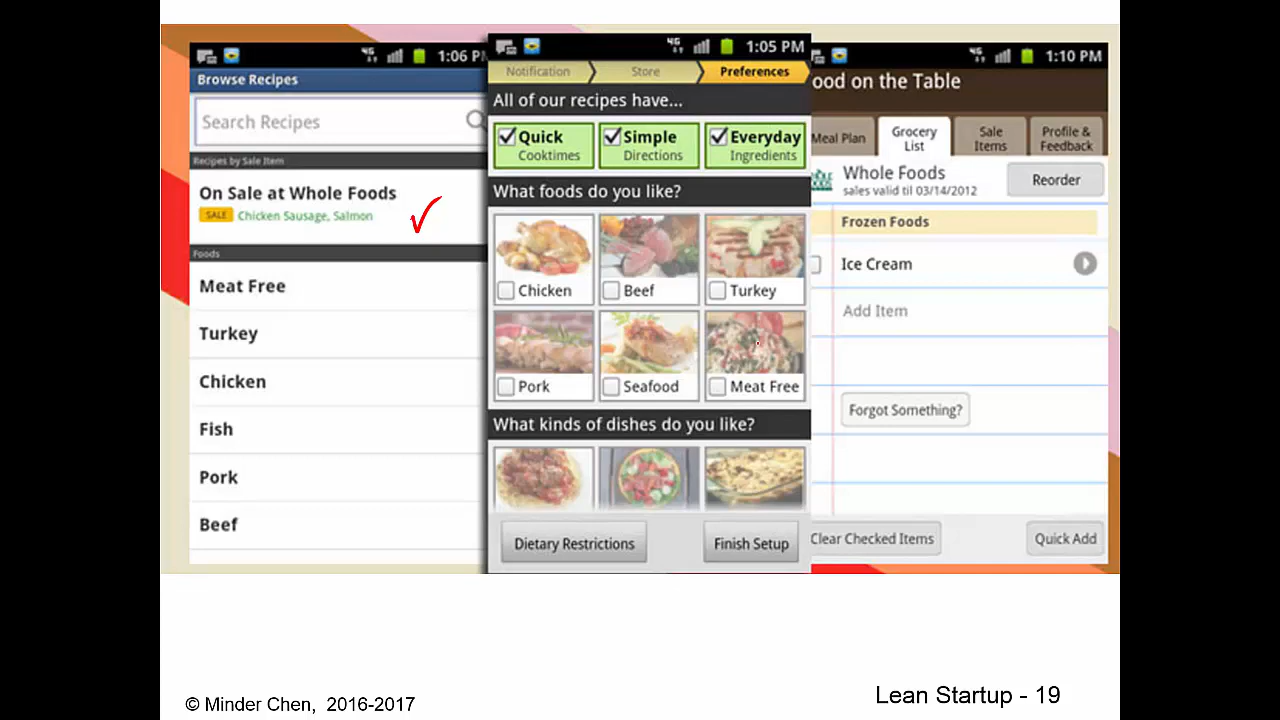 4G 1:06 P
Browse Recipes
Search Recipes
Recipes by Sale Item
On Sale at Whole Foods
SALE Chicken Sausage, Salmon
Foods
Meat Free
Turkey
Chicken
Fish
Pork
Beef
4G 1:05 PM
Notification Store Preferences
All of our recipes have...
Quick Simple Everyday
Cooktimes Directions Ingredients
What foods do you like?
Chicken Beef Turkey
Pork Seafood Meat Free
What kinds of dishes do you like?
Dietary Restrictions Finish Setup
4G 1:10 PM
ood on the Table
Meal Plan Grocery List Sale Items Profile & Feedback
WHOLE FOODS
Whole Foods
sales valid til 03/14/2012
Reorder
Frozen Foods
Ice Cream
Add Item
Forgot Something?
Clear Checked Items Quick Add
© Minder Chen, 2016-2017
Lean Startup - 19